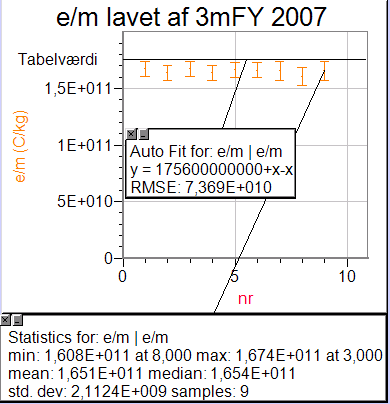 e/m lavet af 3mFY 2007
Tabelværdi
1,5E+011
1E+011
5E+010
0
e/m (C/kg)
0
5
10
nr
Auto Fit for: e/m | e/m
y = 175600000000+x-x
RMSE: 7,369E+010
Statistics for: e/m | e/m
min: 1,608E+011 at 8,000 max: 1,674E+011 at 3,000
mean: 1,651E+011 median: 1,654E+011
std. dev: 2,1124E+009 samples: 9